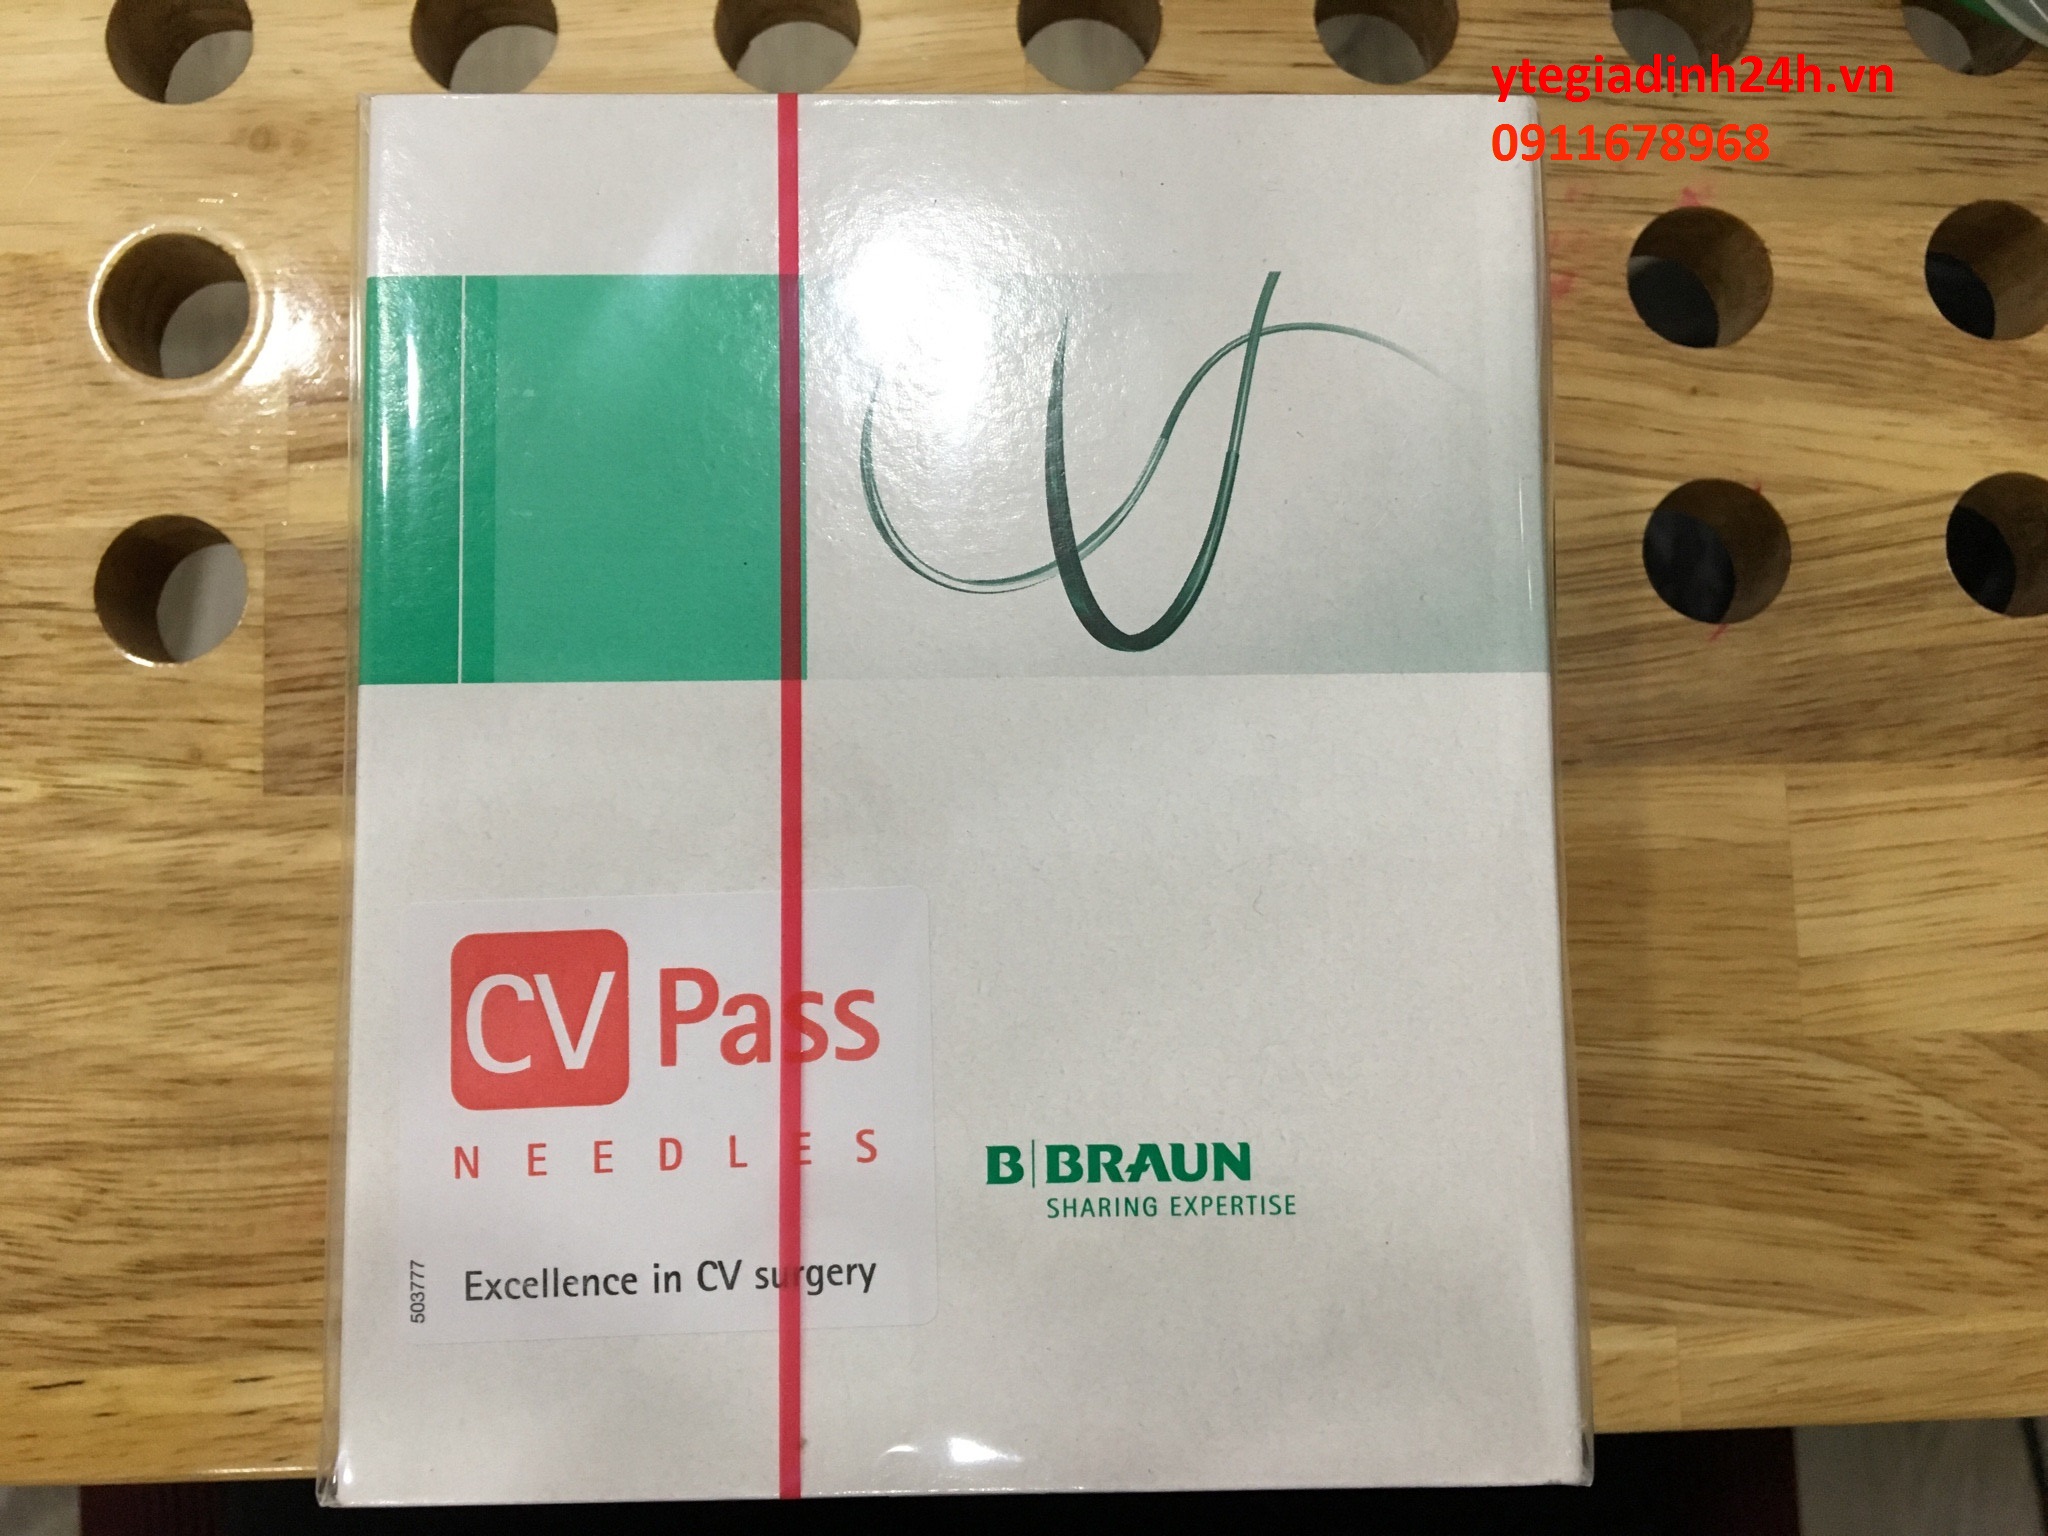 ytegiadinh24h.vn
0911678968
CV Pass
NEEDLES
Excellence in CV surgery
503777
B|BRAUN
SHARING EXPERTISE